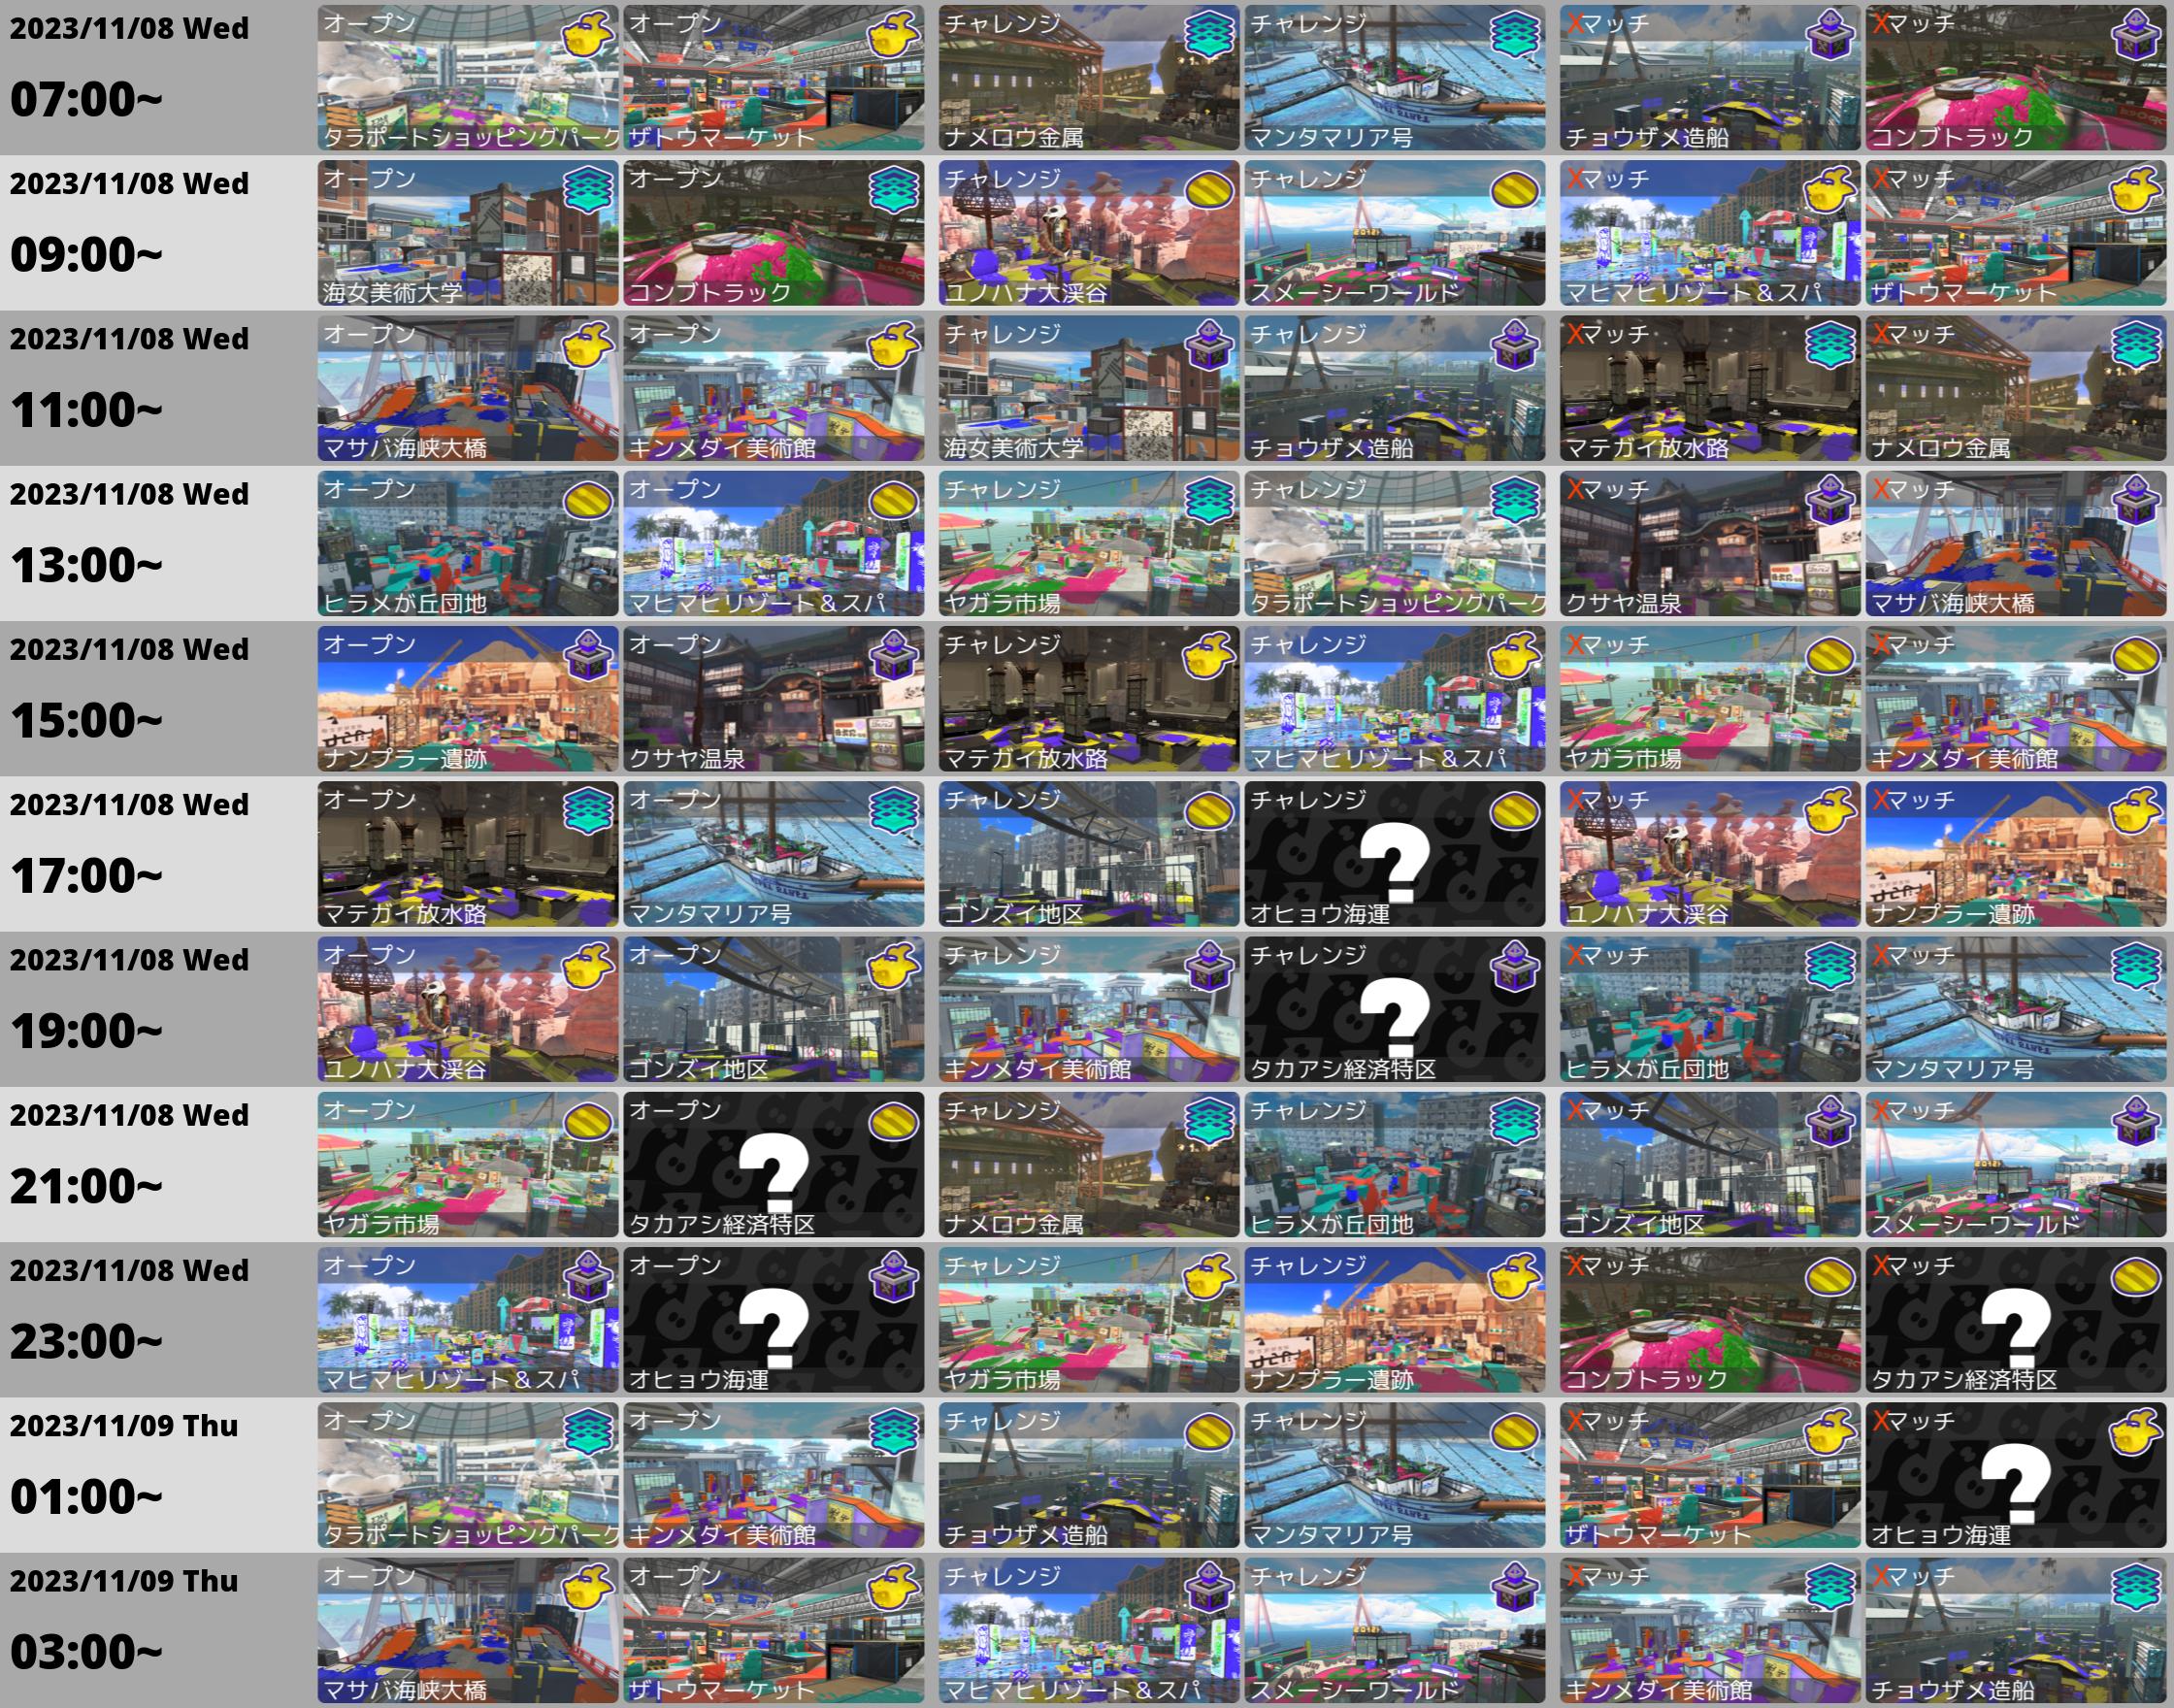 2023/11/08 Wed
07:00~
オープン オープン チャレンジ チャレンジ Xマッチ Xマッチ
タラポートショッピングパーク ザトウマーケット ナメロウ金属 マンタマリア号 チョウザメ造船 コンブトラック
2023/11/08 Wed
09:00~
オープン オープン チャレンジ チャレンジ Xマッチ Xマッチ
海女美術大学 コンブトラック ユノハナ大渓谷 スメーシーワールド マヒマヒリゾート&スパ ザトウマーケット
2023/11/08 Wed
11:00~
オープン オープン チャレンジ チャレンジ Xマッチ Xマッチ
マサバ海峡大橋 キンメダイ美術館 海女美術大学 チョウザメ造船 マテガイ放水路 ナメロウ金属
2023/11/08 Wed
13:00~
オープン オープン チャレンジ チャレンジ Xマッチ Xマッチ
ヒラメが丘団地 マヒマヒリゾート&スパ ヤガラ市場 タラポートショッピングパーク クサヤ温泉 マサバ海峡大橋
2023/11/08 Wed
15:00~
オープン オープン チャレンジ チャレンジ Xマッチ Xマッチ
ナンプラー遺跡 クサヤ温泉 マテガイ放水路 マヒマヒリゾート&スパ ヤガラ市場 キンメダイ美術館
2023/11/08 Wed
17:00~
オープン オープン チャレンジ チャレンジ Xマッチ Xマッチ
?
マテガイ放水路 マンタマリア号 ゴンズイ地区 オヒョウ海運 ユノハナ大渓谷 ナンプラー遺跡
2023/11/08 Wed
19:00~
オープン オープン チャレンジ チャレンジ Xマッチ Xマッチ
?
ユノハナ大渓谷 ゴンズイ地区 キンメダイ美術館 タカアシ経済特区 ヒラメが丘団地 マンタマリア号
2023/11/08 Wed
21:00~
オープン オープン チャレンジ チャレンジ Xマッチ Xマッチ
?
ヤガラ市場 タカアシ経済特区 ナメロウ金属 ヒラメが丘団地 ゴンズイ地区 スメーシーワールド
2023/11/08 Wed
23:00~
オープン オープン チャレンジ チャレンジ Xマッチ Xマッチ
? ?
マヒマヒリゾート&スパ オヒョウ海運 ヤガラ市場 ナンプラー遺跡 コンブトラック タカアシ経済特区
2023/11/09 Thu
01:00~
オープン オープン チャレンジ チャレンジ Xマッチ Xマッチ
?
タラポートショッピングパーク キンメダイ美術館 チョウザメ造船 マンタマリア号 ザトウマーケット オヒョウ海運
2023/11/09 Thu
03:00~
オープン オープン チャレンジ チャレンジ Xマッチ Xマッチ
マサバ海峡大橋 ザトウマーケット マヒマヒリゾート&スパ スメーシーワールド キンメダイ美術館 チョウザメ造船